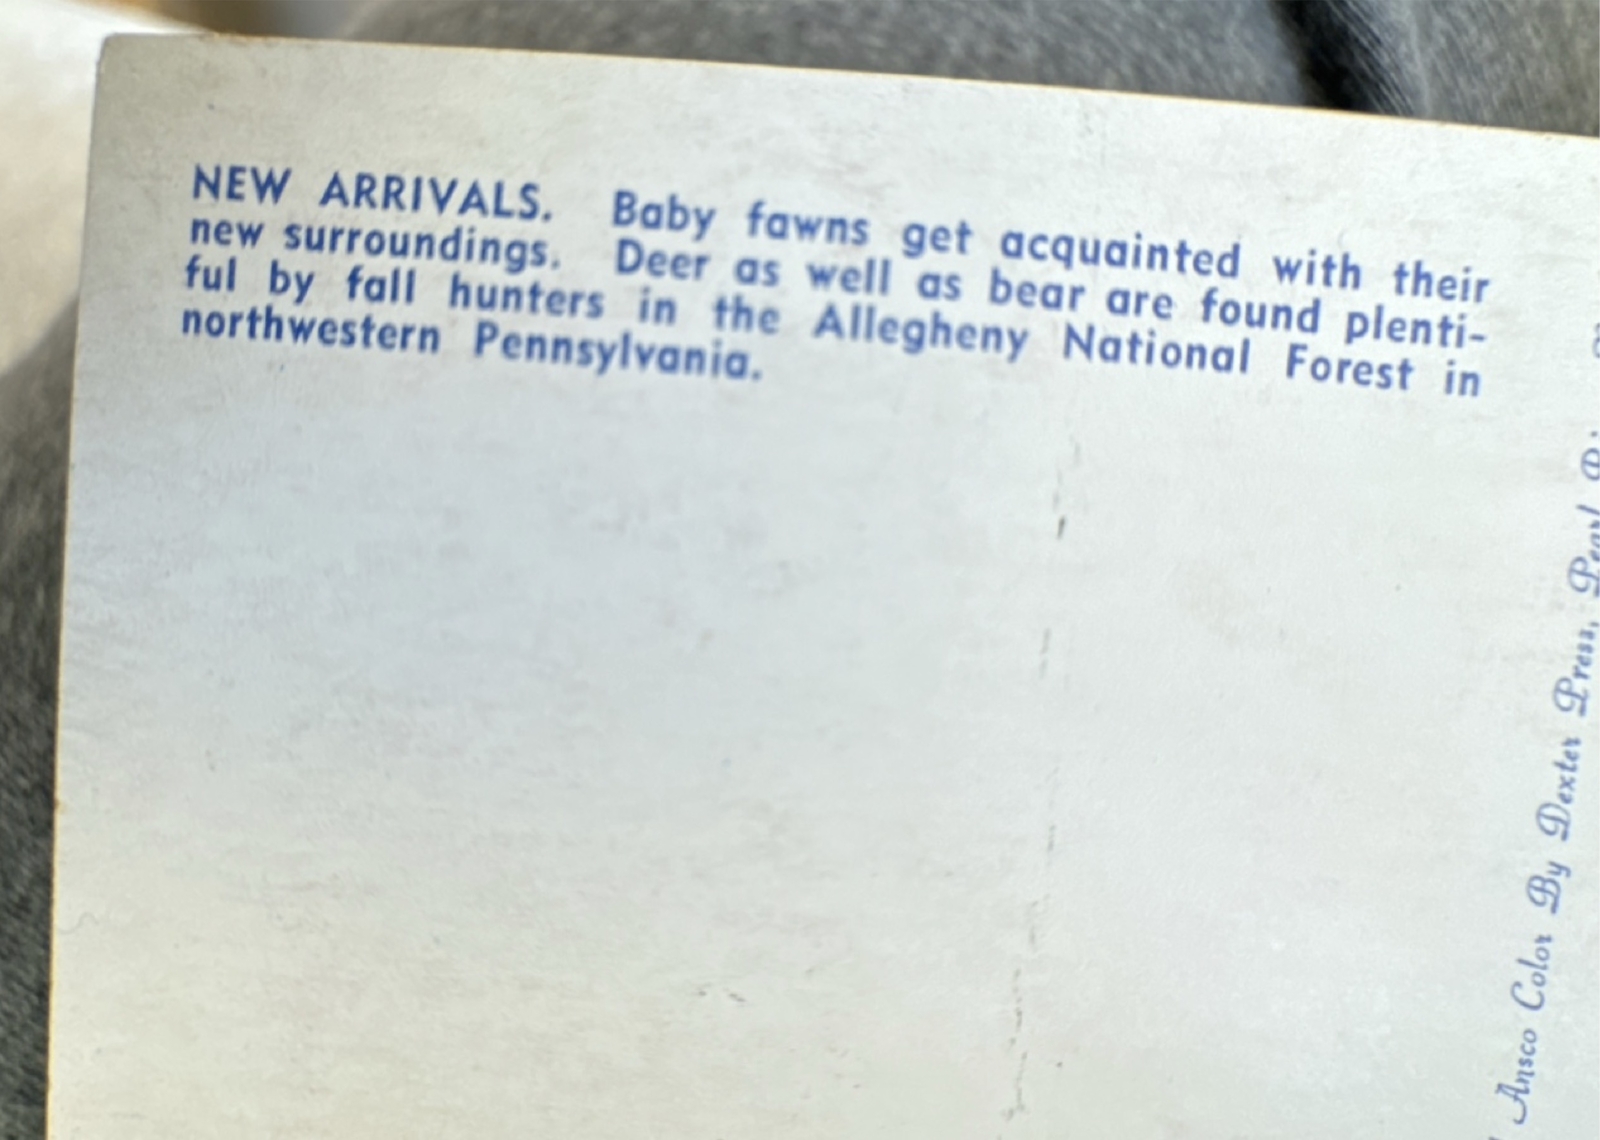 NEW ARRIVALS. Baby fawns get acquainted with their
new surroundings. Deer as well as bear are found plenti-
ful by fall hunters in the Allegheny National Forest in
northwestern Pennsylvania.
Ansco Color By Dexter Press, Pearl